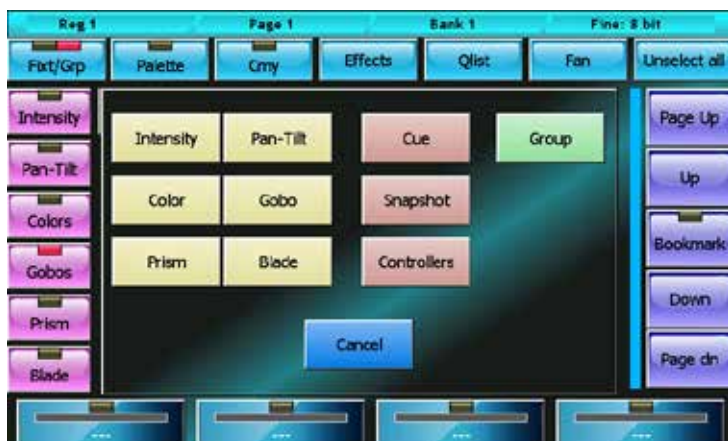 Reg 1 Page 1 Bank 1 Fine: 8 bit
Fixt/Grp Palette Cmy Effects Qlist Fan Unselect all
Intensity
Pan-Tilt
Colors
Gobos
Prism
Blade
Intensity Pan-Tilt Cue Group
Color Gobo Snapshot
Prism Blade Controllers
Cancel
Page Up
Up
Bookmark
Down
Page dn
--- --- --- ---